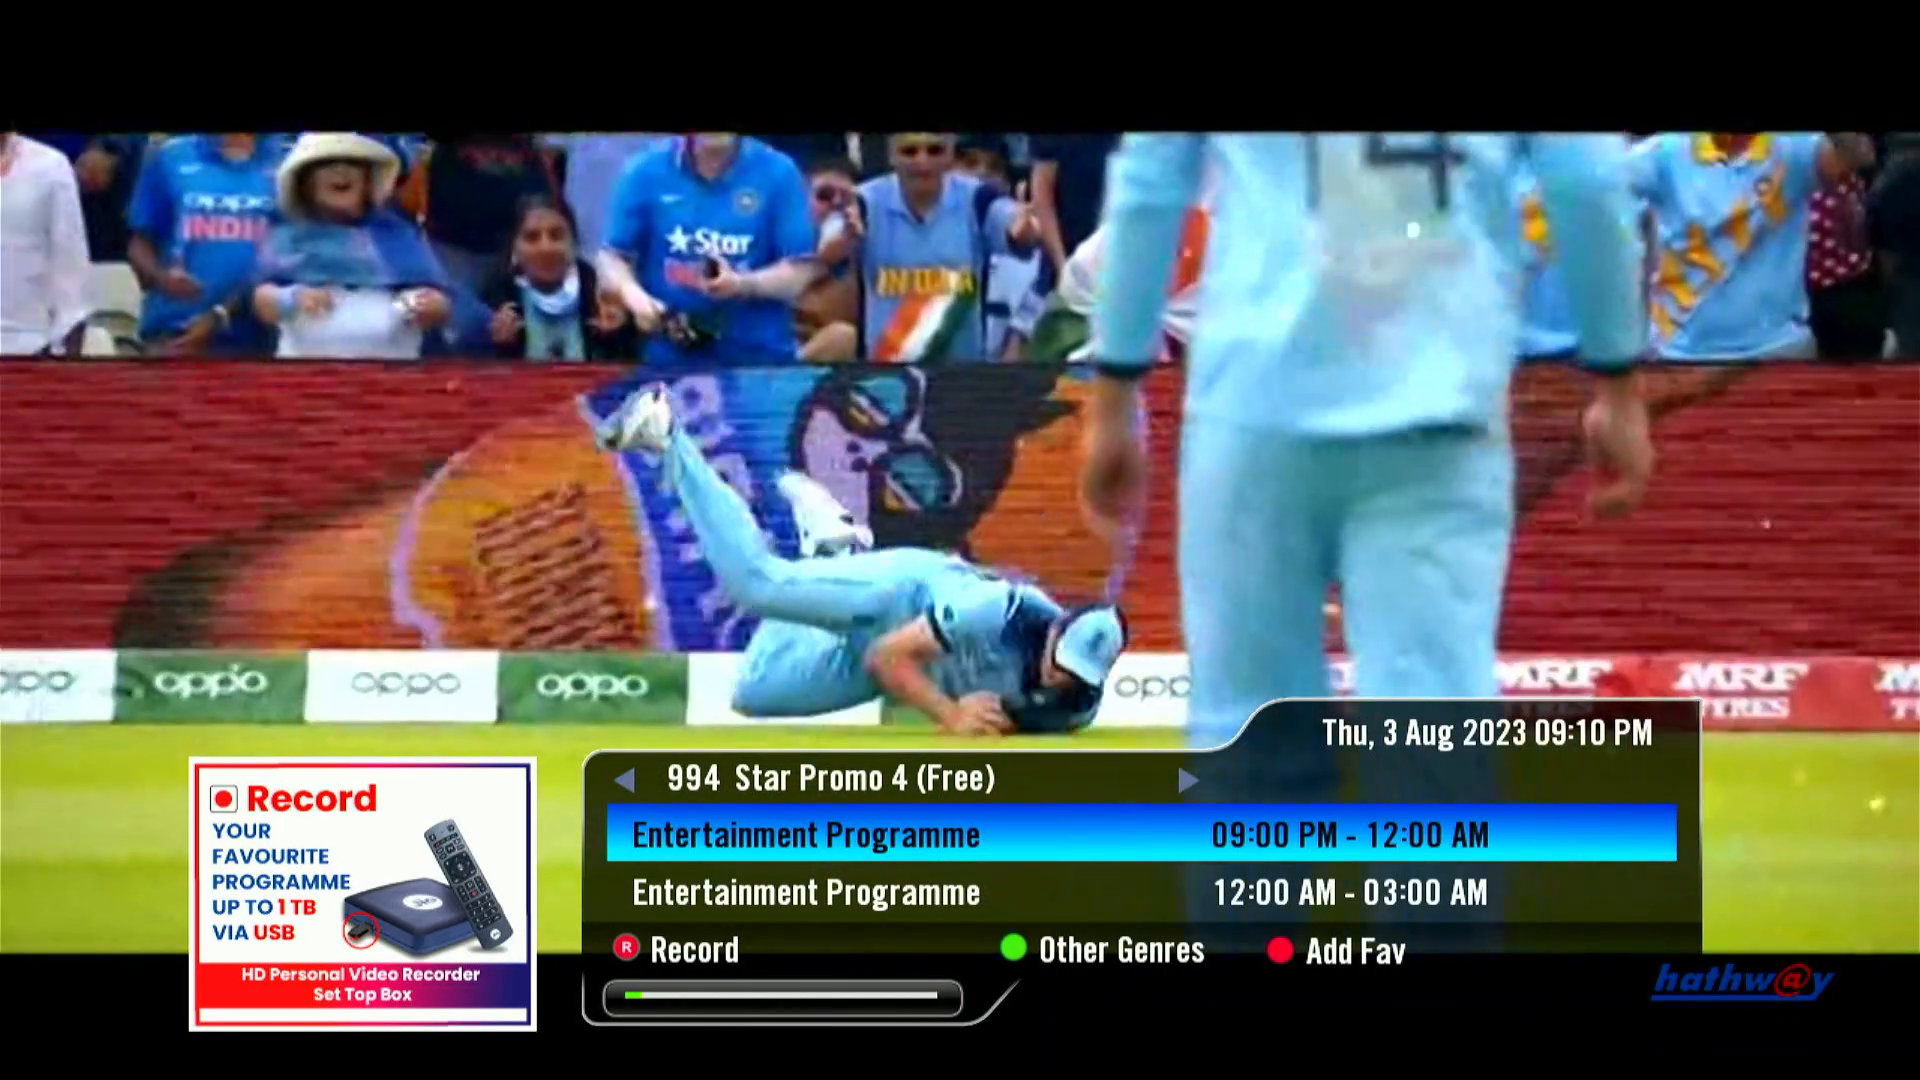 oppo
INDIA
Star
INDIA
oppo
oppo
oppo
MRF
MRF
TYRES
Thu, 3 Aug 2023 09:10 PM
994 Star Promo 4 (Free)
Entertainment Programme 09:00 PM - 12:00 AM
Entertainment Programme 12:00 AM - 03:00 AM
R Record Other Genres Add Fav
Record
YOUR
FAVOURITE
PROGRAMME
UP TO 1 TB
VIA USB
HD Personal Video Recorder
Set Top Box
hathw@y